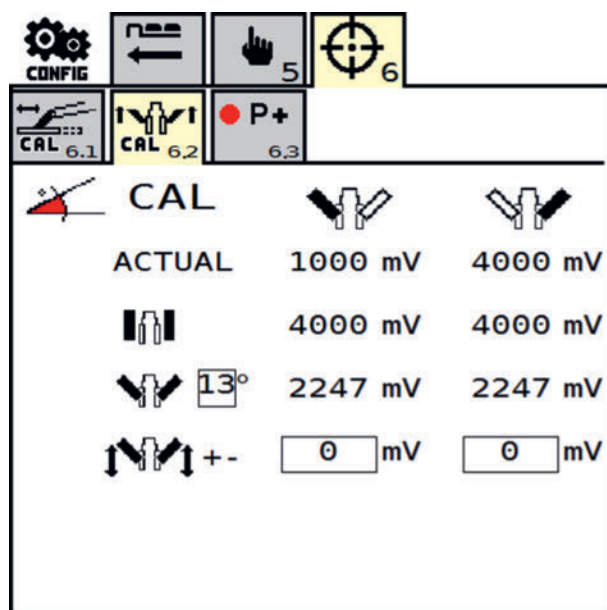 CONFIG
5
6
CAL 6.1
CAL 6.2
P+ 6.3
CAL
ACTUAL 1000 mV 4000 mV
4000 mV 4000 mV
13° 2247 mV 2247 mV
+- 0 mV 0 mV